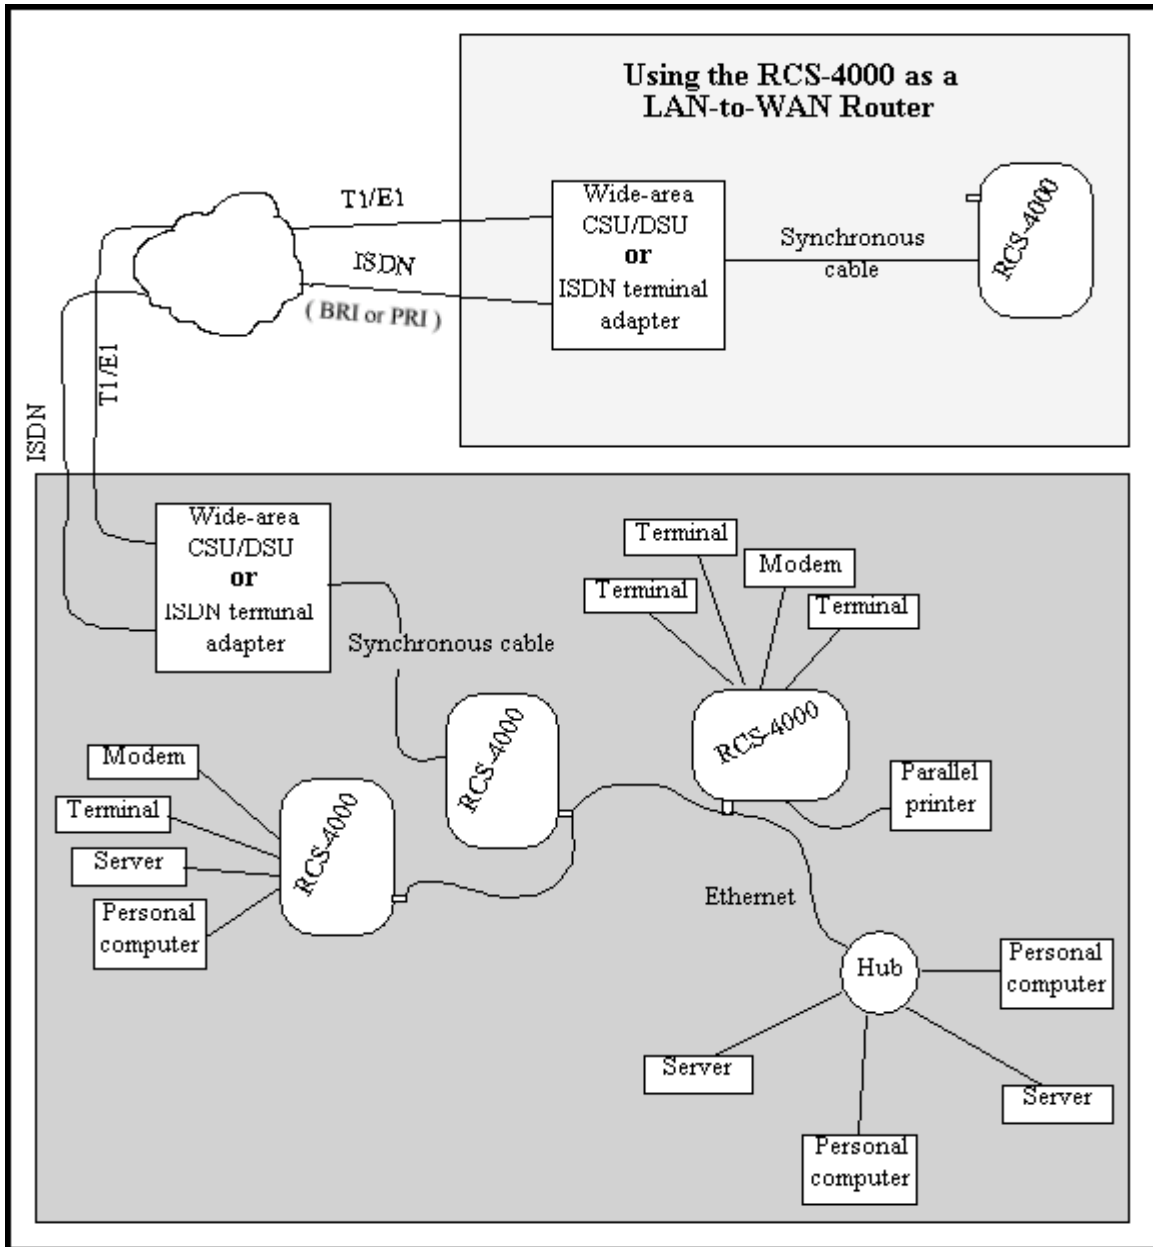 Using the RCS-4000 as a
LAN-to-WAN Router
T1/E1
ISDN
( BRI or PRI )
Wide-area
CSU/DSU
or
ISDN terminal
adapter
Synchronous
cable
RCS-4000
T1/E1
ISDN
Wide-area
CSU/DSU
or
ISDN terminal
adapter
Synchronous cable
RCS-4000
Terminal
Terminal
Modem
Terminal
RCS-4000
Parallel
printer
Modem
Terminal
Server
Personal
computer
RCS-4000
Ethernet
Hub
Personal
computer
Server
Server
Personal
computer